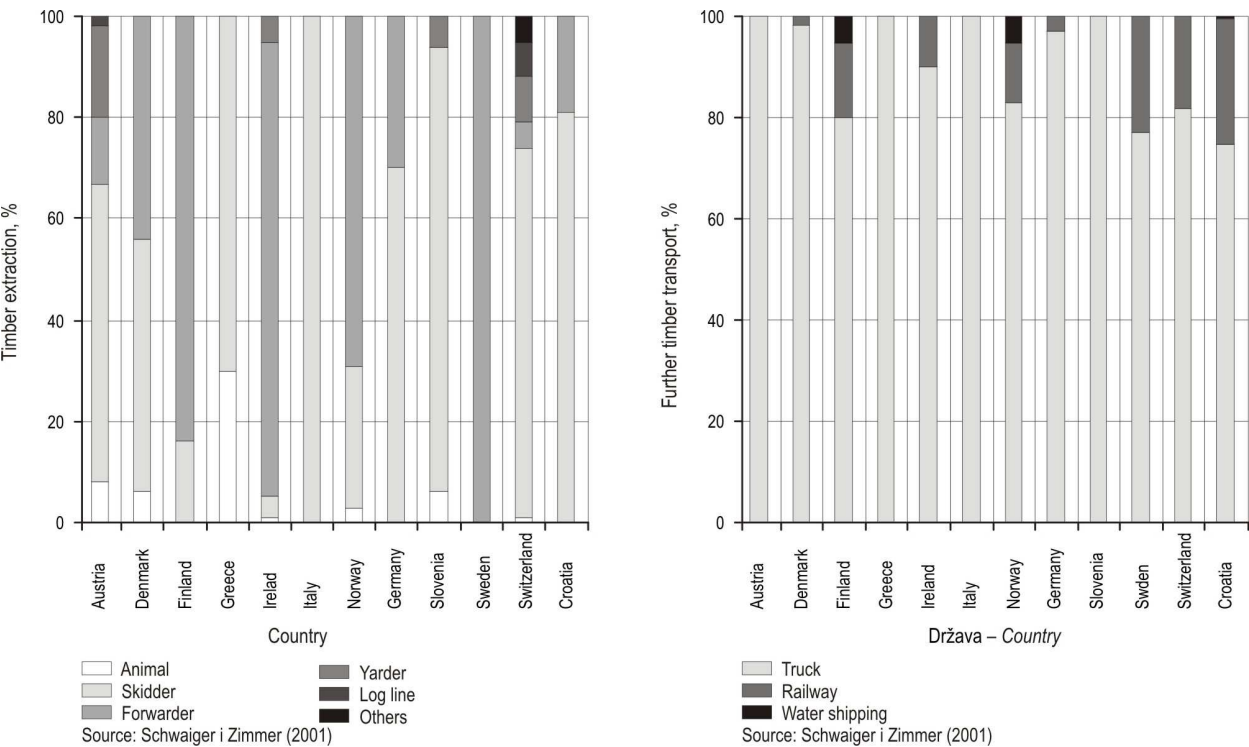 Timber extraction, %
100
80
60
40
20
0
Austria
Denmark
Finland
Greece
Irelad
Italy
Norway
Germany
Slovenia
Sweden
Switzerland
Croatia
Country
Animal
Skidder
Forwarder
Yarder
Log line
Others
Source: Schwaiger i Zimmer (2001)
Further timber transport, %
100
80
60
40
20
0
Austria
Denmark
Finland
Greece
Ireland
Italy
Norway
Germany
Slovenia
Swden
Switzerland
Croatia
Država – Country
Truck
Railway
Water shipping
Source: Schwaiger i Zimmer (2001)